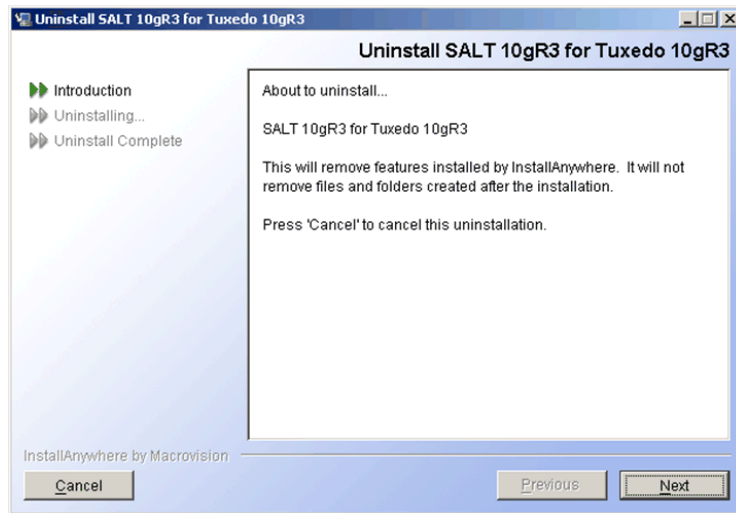 Uninstall SALT 10gR3 for Tuxedo 10gR3
Uninstall SALT 10gR3 for Tuxedo 10gR3
Introduction
Uninstalling...
Uninstall Complete
About to uninstall...
SALT 10gR3 for Tuxedo 10gR3
This will remove features installed by InstallAnywhere.  It will not
remove files and folders created after the installation.
Press 'Cancel' to cancel this uninstallation.
InstallAnywhere by Macrovision
Cancel
Previous
Next